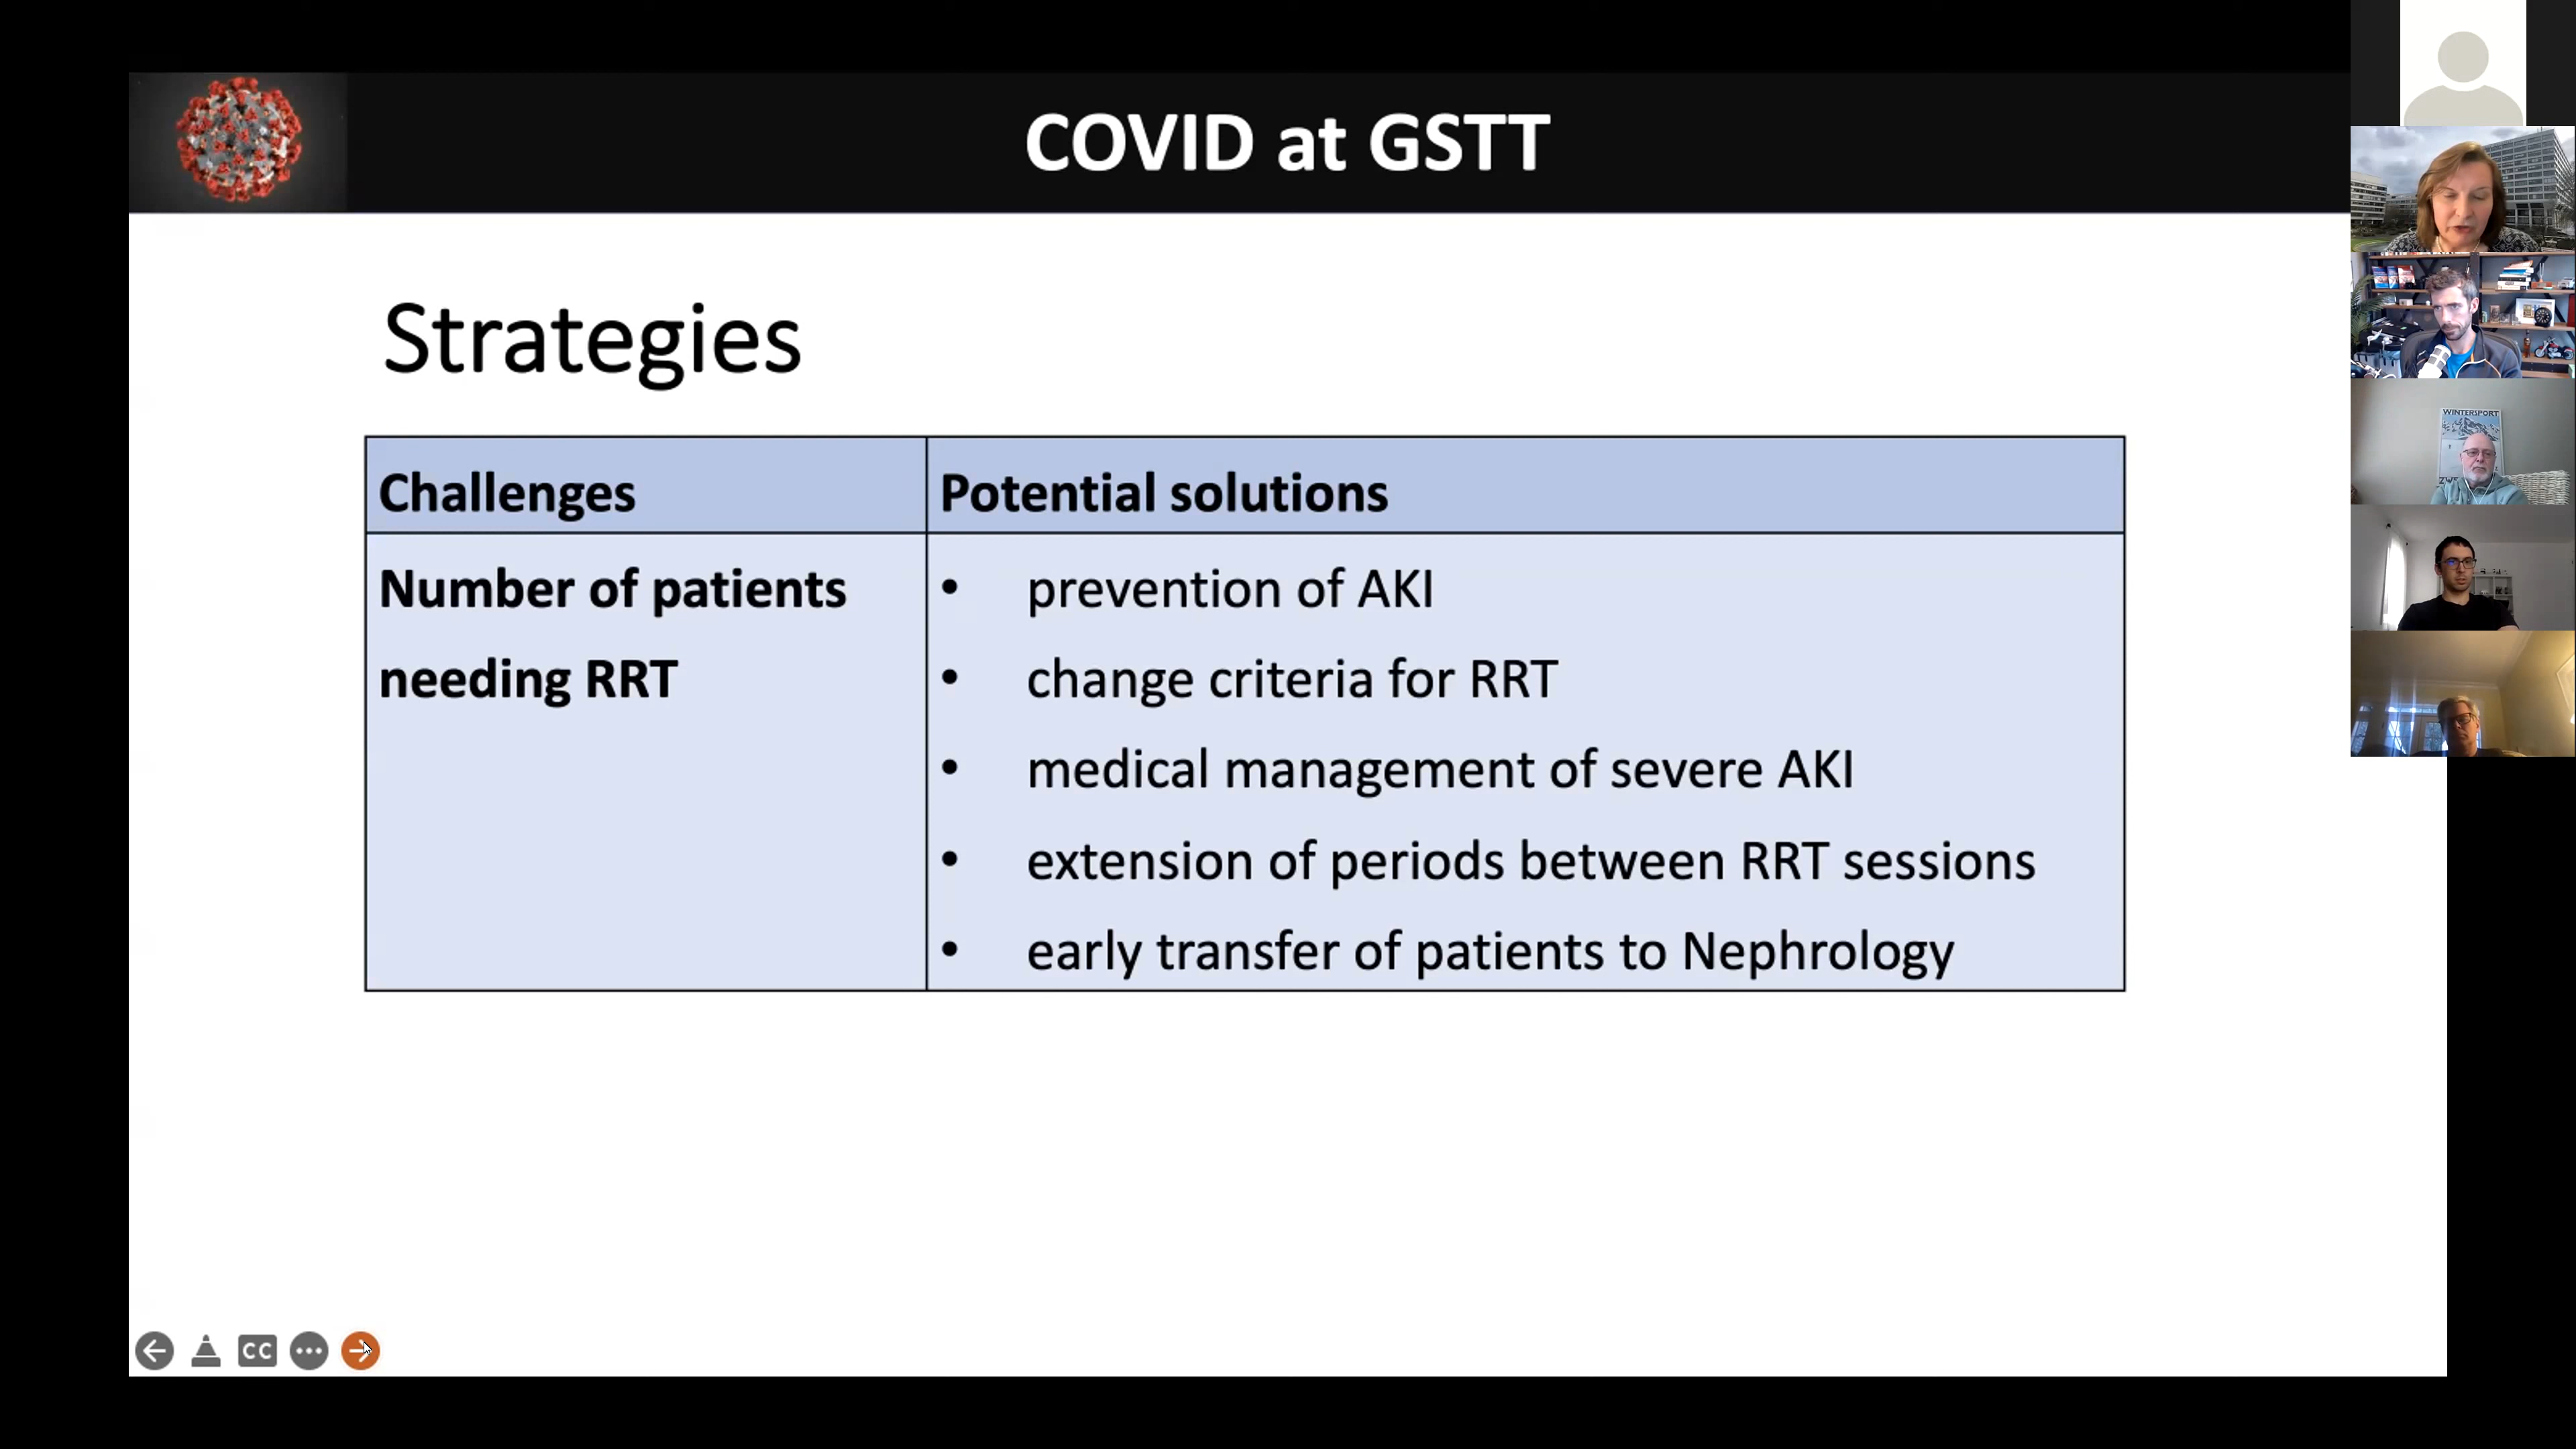 COVID at GSTT
Strategies
Challenges
Potential solutions
Number of patients
needing RRT
• prevention of AKI
• change criteria for RRT
• medical management of severe AKI
• extension of periods between RRT sessions
• early transfer of patients to Nephrology
CC
WINTERSPORT